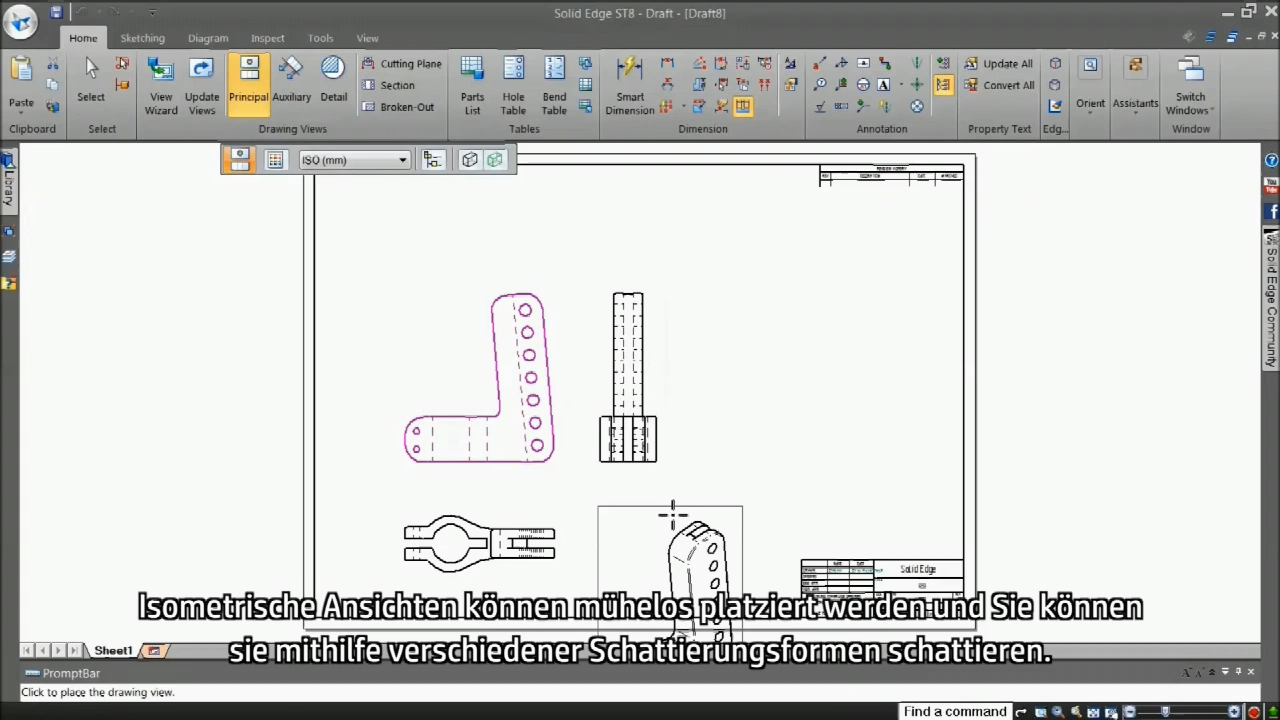 Solid Edge ST8 - Draft - [Draft8]
Home
Sketching
Diagram
Inspect
Tools
View
Paste
Clipboard
Select
Select
View
Wizard
Update
Views
Principal
Auxiliary
Detail
Cutting Plane
Section
Broken-Out
Drawing Views
Parts
List
Hole
Table
Bend
Table
Tables
Smart
Dimension
Dimension
Annotation
Update All
Convert All
Property Text
Edg...
Orient
Assistants
Switch
Windows
Window
ISO (mm)
Library
Solid Edge Community
Solid Edge
Isometrische Ansichten können mühelos platziert werden und Sie können
sie mithilfe verschiedener Schattierungsformen schattieren.
Sheet1
PromptBar
Click to place the drawing view.
Find a command